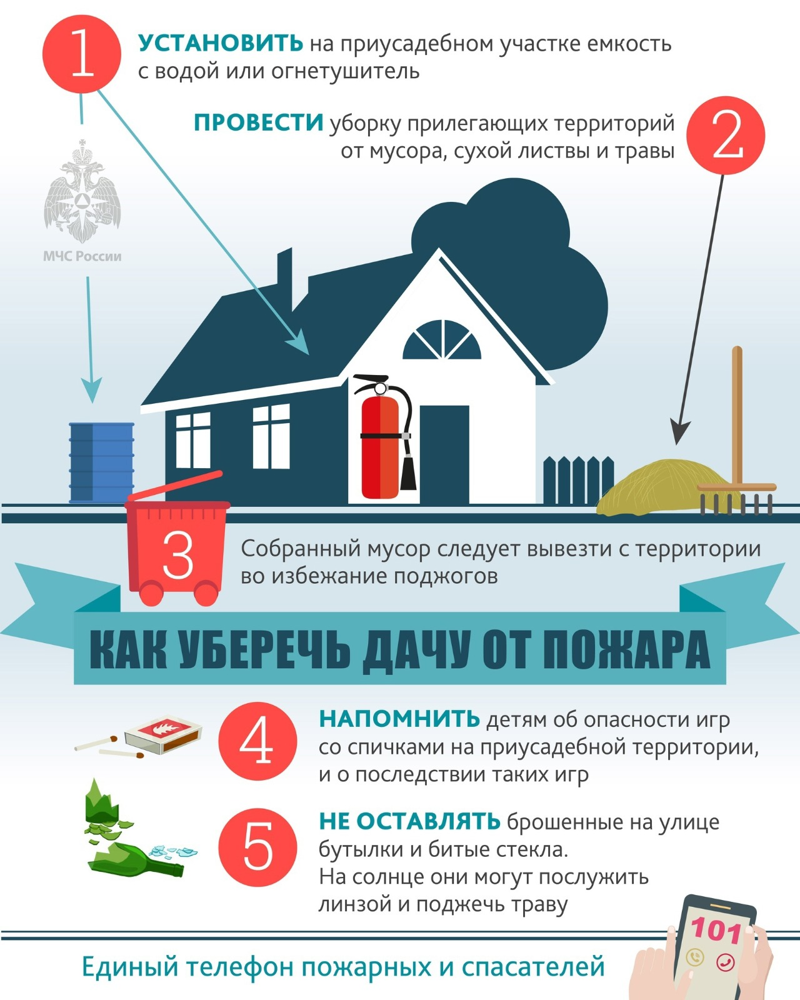 1
УСТАНОВИТЬ на приусадебном участке емкость
с водой или огнетушитель
ПРОВЕСТИ уборку прилегающих территорий
от мусора, сухой листвы и травы
2
МЧС России
3
Собранный мусор следует вывезти с территории
во избежание поджогов
КАК УБЕРЕЧЬ ДАЧУ ОТ ПОЖАРА
4
НАПОМНИТЬ детям об опасности игр
со спичками на приусадебной территории,
и о последствии таких игр
5
НЕ ОСТАВЛЯТЬ брошенные на улице
бутылки и битые стекла.
На солнце они могут послужить
линзой и поджечь траву
101
Единый телефон пожарных и спасателей